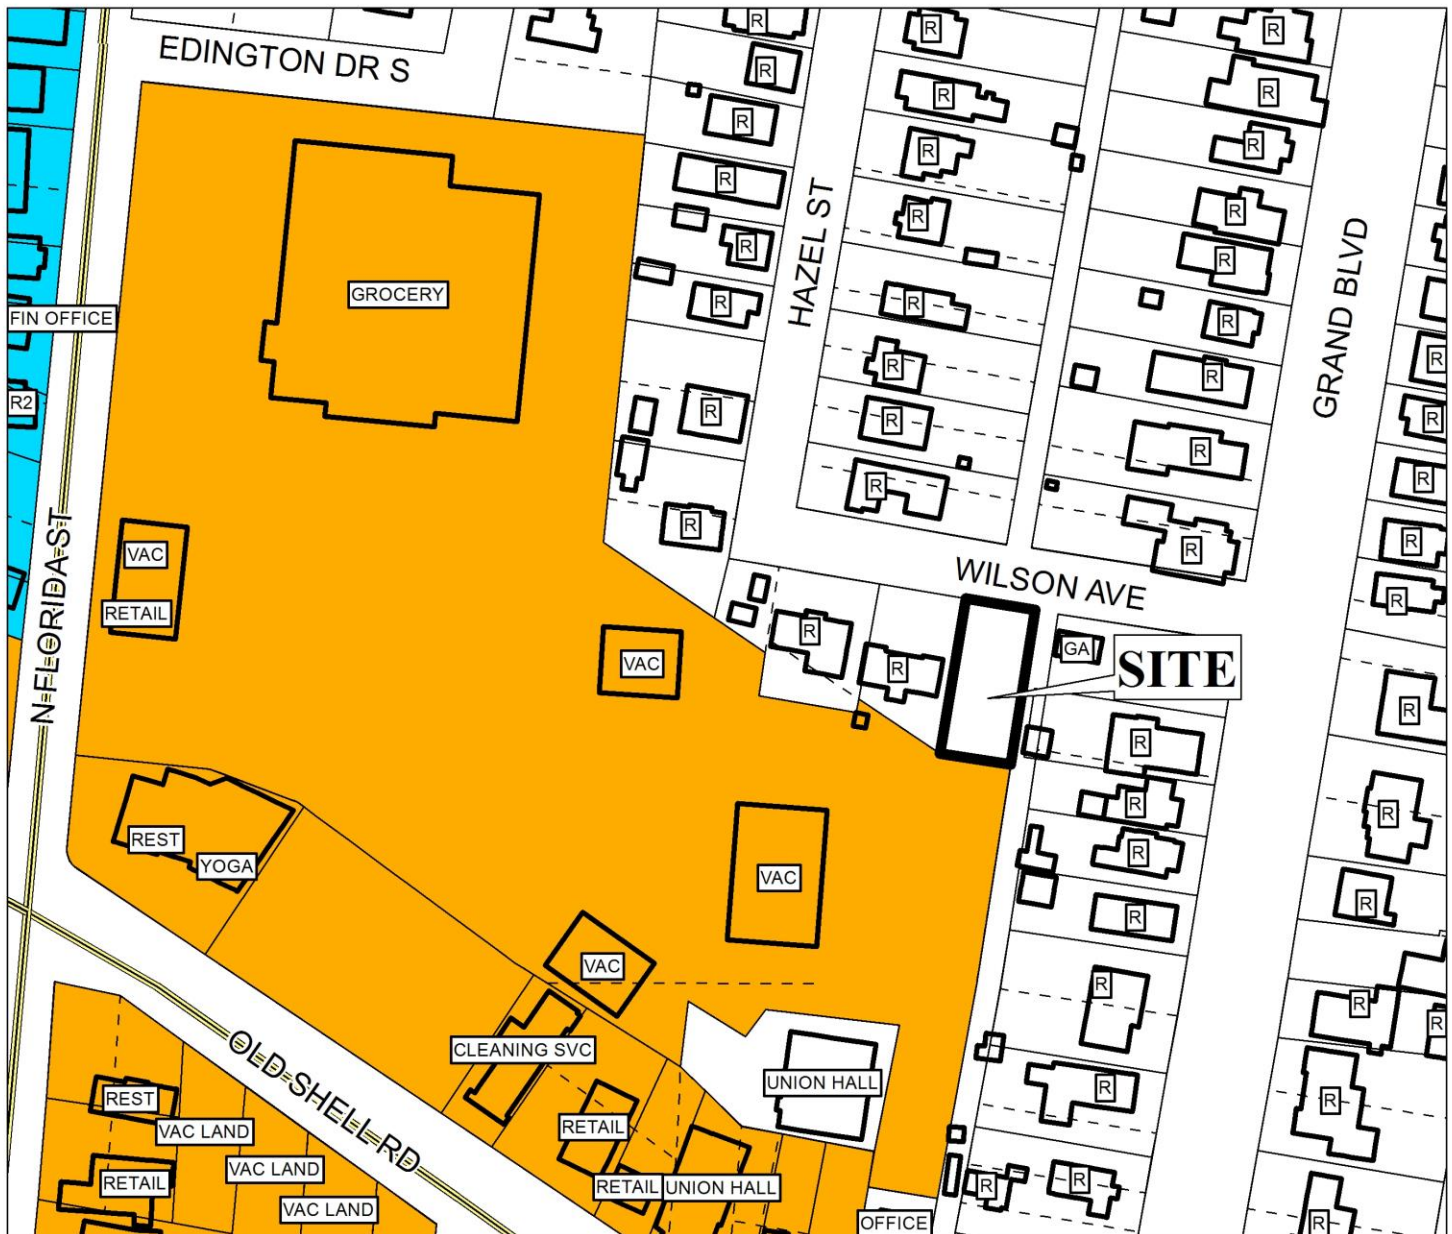 EDINGTON DR S
R
R
R
R
R
R
R
R
R
R
R
GROCERY
R
R
R
HAZEL ST
R
R
GRAND BLVD
FIN OFFICE
R
R
R
R
R
R
R2
R
R
R
R
R
R
R
R
R
N FLORIDA ST
VAC
RETAIL
R
R
WILSON AVE
R
R
VAC
R
R
GA
SITE
R
R
REST
YOGA
R
R
R
VAC
R
R
VAC
R
R
R
OLD SHELL RD
CLEANING SVC
UNION HALL
R
R
REST
VAC LAND
RETAIL
VAC LAND
RETAIL
VAC LAND
RETAIL
UNION HALL
R
R
OFFICE
R